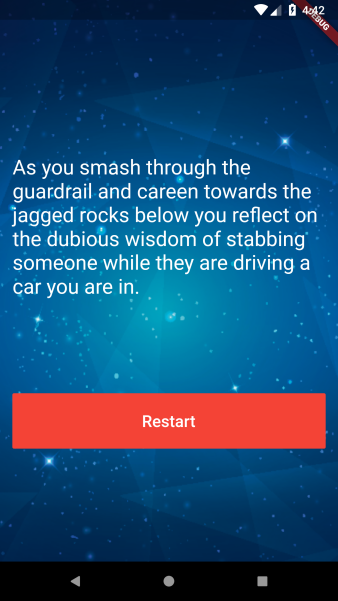 4:42
DEBUG
As you smash through the
guardrail and careen towards the
jagged rocks below you reflect on
the dubious wisdom of stabbing
someone while they are driving a
car you are in.
Restart